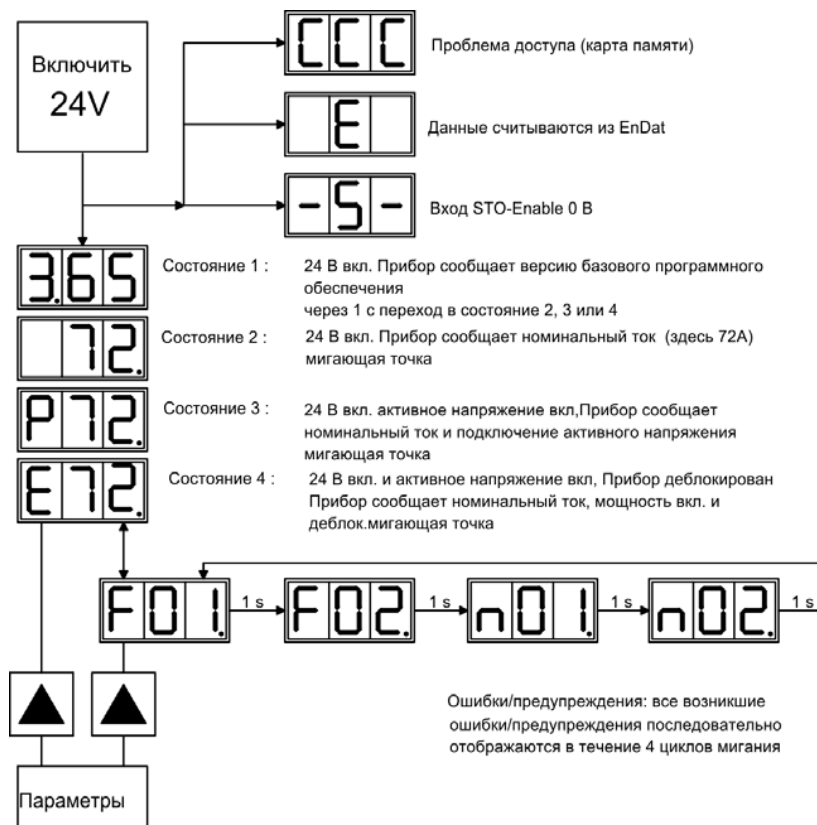 Включить
24V
CCC
Проблема доступа (карта памяти)
E
Данные считываются из EnDat
-S-
Вход STO-Enable 0 В
3.65
Состояние 1 :
24 В вкл. Прибор сообщает версию базового программного
обеспечения
через 1 с переход в состояние 2, 3 или 4
72.
Состояние 2 :
24 В вкл. Прибор сообщает номинальный ток (здесь 72А)
мигающая точка
P72.
Состояние 3 :
24 В вкл. активное напряжение вкл,Прибор сообщает
номинальный ток и подключение активного напряжения
мигающая точка
E72.
Состояние 4 :
24 В вкл. и активное напряжение вкл, Прибор деблокирован
Прибор сообщает номинальный ток, мощность вкл. и
деблок.мигающая точка
F01.
1 s
F02.
1 s
n01.
1 s
n02.
1 s
Ошибки/предупреждения: все возникшие
ошибки/предупреждения последовательно
отображаются в течение 4 циклов мигания
Параметры